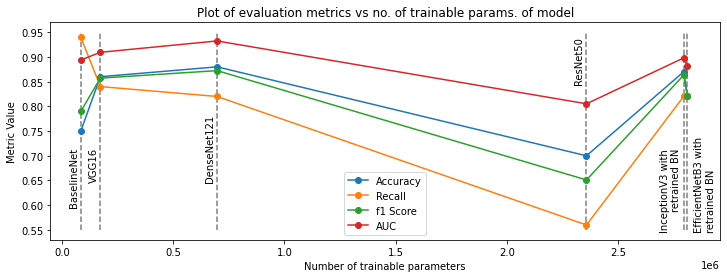 Plot of evaluation metrics vs no. of trainable params. of model
Metric Value
0.95
0.90
0.85
0.80
0.75
0.70
0.65
0.60
0.55
BaselineNet
VGG16
DenseNet121
ResNet50
InceptionV3 with
retrained BN
EfficientNetB3 with
retrained BN
Accuracy
Recall
f1 Score
AUC
0.0
0.5
1.0
1.5
2.0
2.5
1e6
Number of trainable parameters